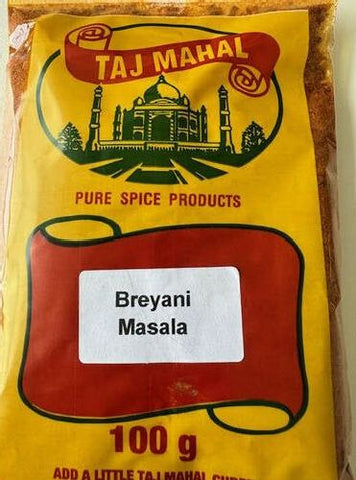 TAJ MAHAL
PURE SPICE PRODUCTS
Breyani
Masala
100 g
ADD A LITTLE TAJ MAHAL